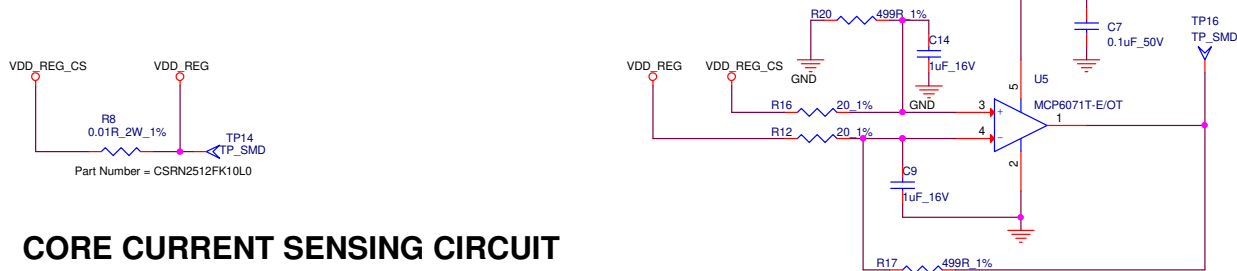 R20
499R_1%
C14
1uF_16V
GND
C7
0.1uF_50V
TP16
TP_SMD
VDD_REG_CS
VDD_REG
R8
0.01R_2W_1%
TP14
TP_SMD
Part Number = CSRN2512FK10L0
VDD_REG
VDD_REG_CS
U5
MCP6071T-E/OT
R16
20_1%
GND
3
+
5
1
R12
20_1%
4
−
2
C9
1uF_16V
R17
499R_1%
CORE CURRENT SENSING CIRCUIT